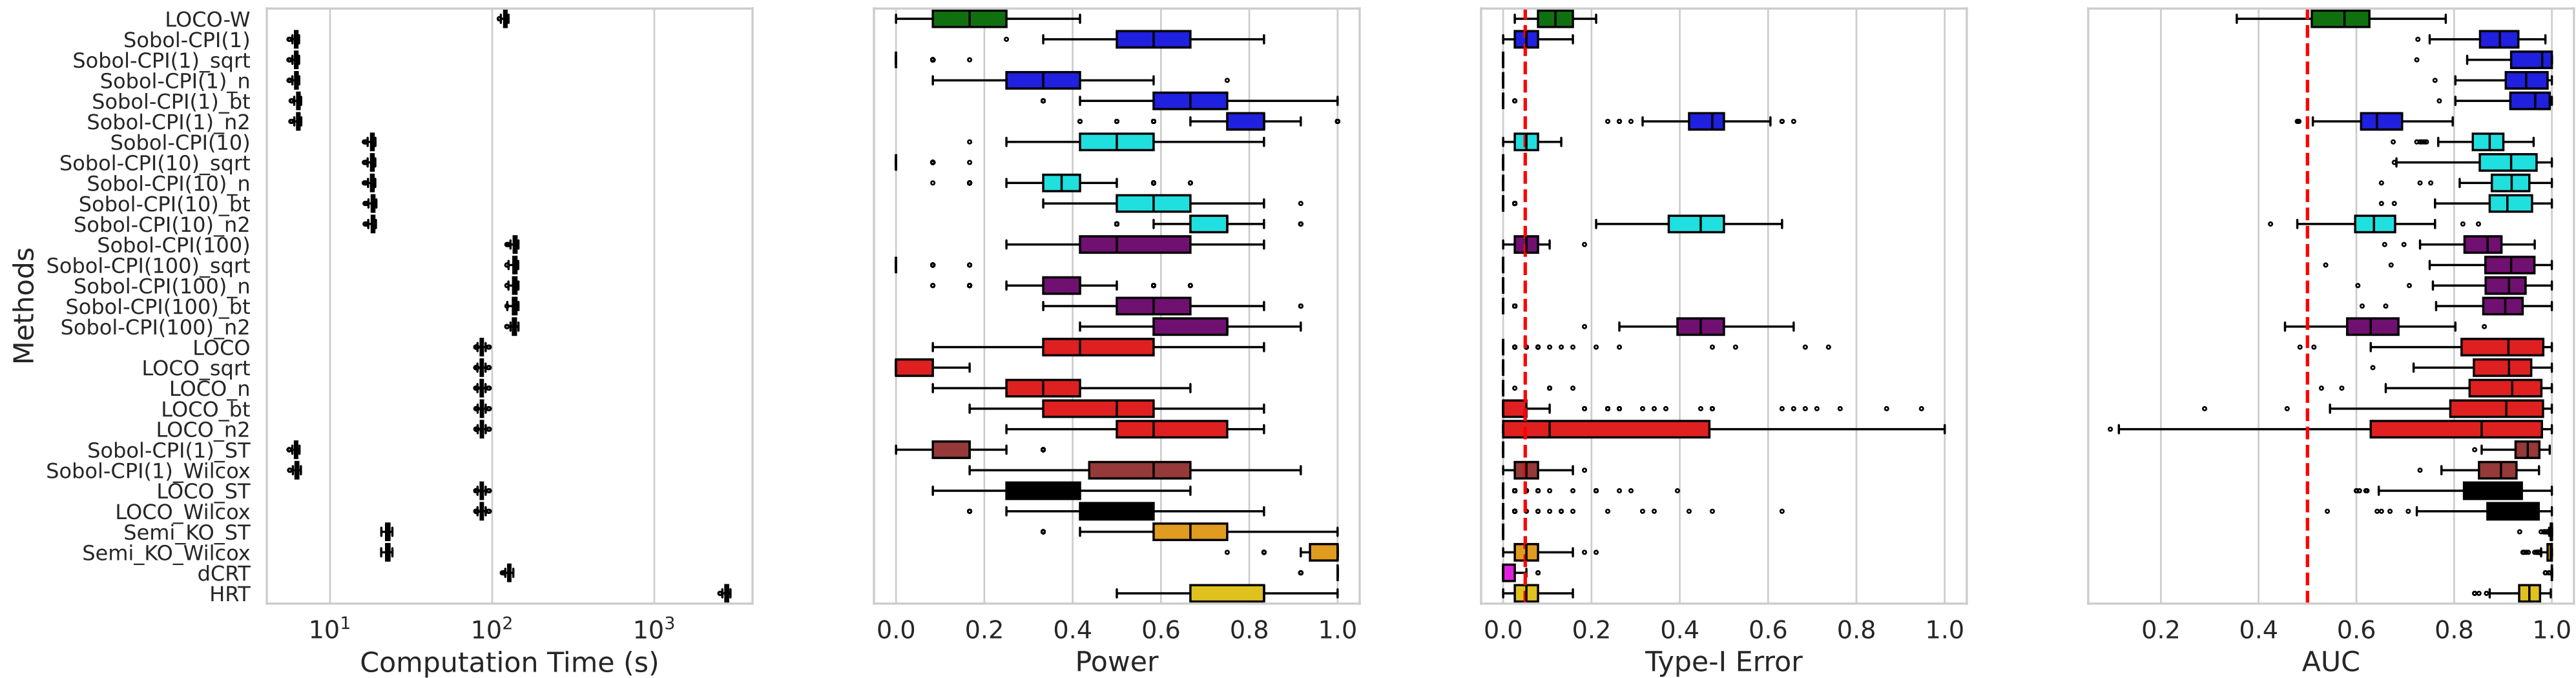 Methods
LOCO-W
Sobol-CPI(1)
Sobol-CPI(1)_sqrt
Sobol-CPI(1)_n
Sobol-CPI(1)_bt
Sobol-CPI(1)_n2
Sobol-CPI(10)
Sobol-CPI(10)_sqrt
Sobol-CPI(10)_n
Sobol-CPI(10)_bt
Sobol-CPI(10)_n2
Sobol-CPI(100)
Sobol-CPI(100)_sqrt
Sobol-CPI(100)_n
Sobol-CPI(100)_bt
Sobol-CPI(100)_n2
LOCO
LOCO_sqrt
LOCO_n
LOCO_bt
LOCO_n2
Sobol-CPI(1)_ST
Sobol-CPI(1)_Wilcox
LOCO_ST
LOCO_Wilcox
Semi_KO_ST
Semi_KO_Wilcox
dCRT
HRT
10¹ 10² 10³
Computation Time (s)
0.0 0.2 0.4 0.6 0.8 1.0
Power
0.0 0.2 0.4 0.6 0.8 1.0
Type-I Error
0.2 0.4 0.6 0.8 1.0
AUC